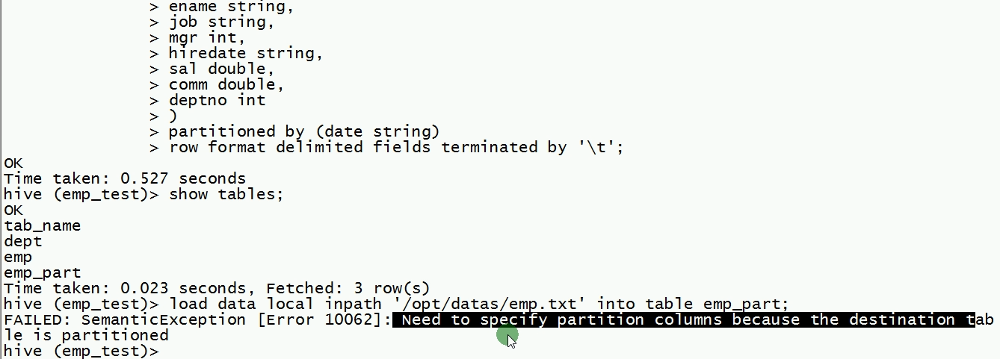 > ename string,
> job string,
> mgr int,
> hiredate string,
> sal double,
> comm double,
> deptno int
> )
> partitioned by (date string)
> row format delimited fields terminated by '\t';
OK
Time taken: 0.527 seconds
hive (emp_test)> show tables;
OK
tab_name
dept
emp
emp_part
Time taken: 0.023 seconds, Fetched: 3 row(s)
hive (emp_test)> load data local inpath '/opt/datas/emp.txt' into table emp_part;
FAILED: SemanticException [Error 10062]: Need to specify partition columns because the destination tab
le is partitioned
hive (emp_test)>